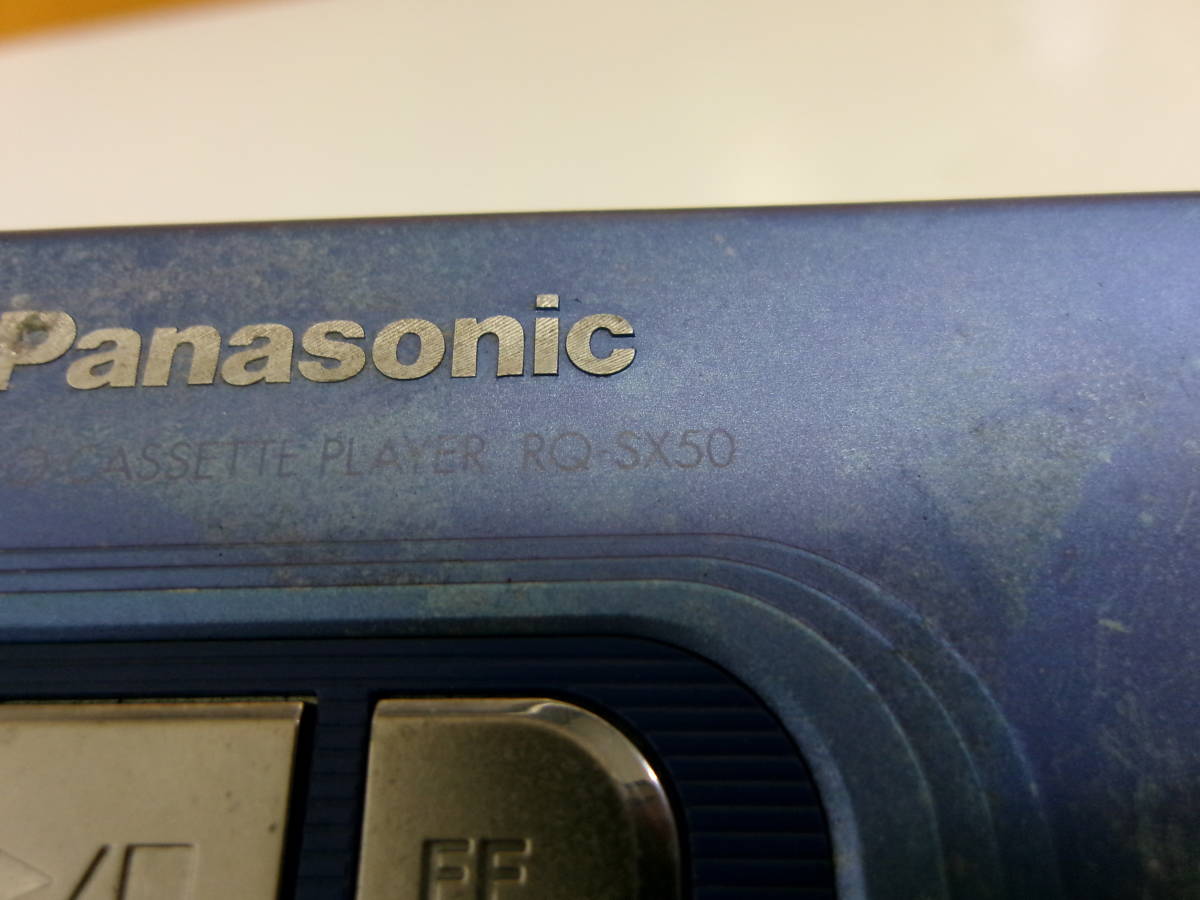 Panasonic
O CASSETTE PLAYER RQ-SX50
FF